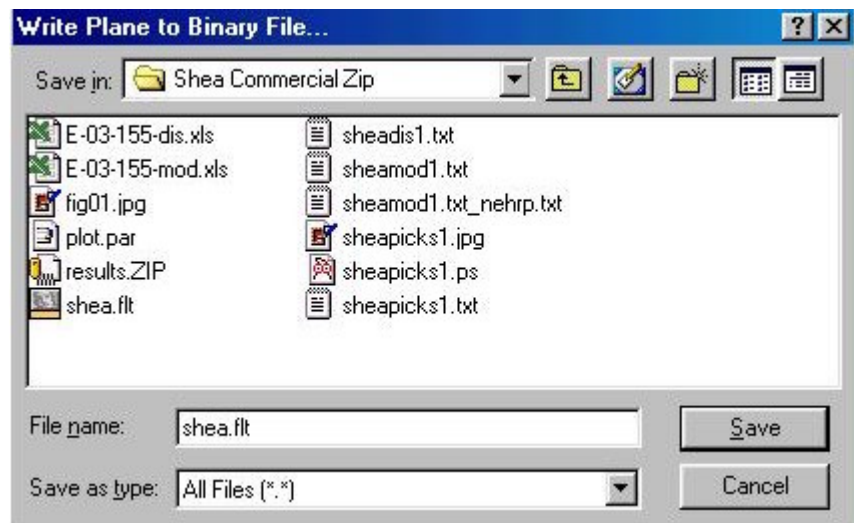 Write Plane to Binary File...
Save in: Shea Commercial Zip
E-03-155-dis.xls
E-03-155-mod.xls
fig01.jpg
plot.par
results.ZIP
shea.flt
sheadis1.txt
sheamod1.txt
sheamod1.txt_nehrp.txt
sheapicks1.jpg
sheapicks1.ps
sheapicks1.txt
File name: shea.flt
Save
Save as type: All Files (*.*)
Cancel